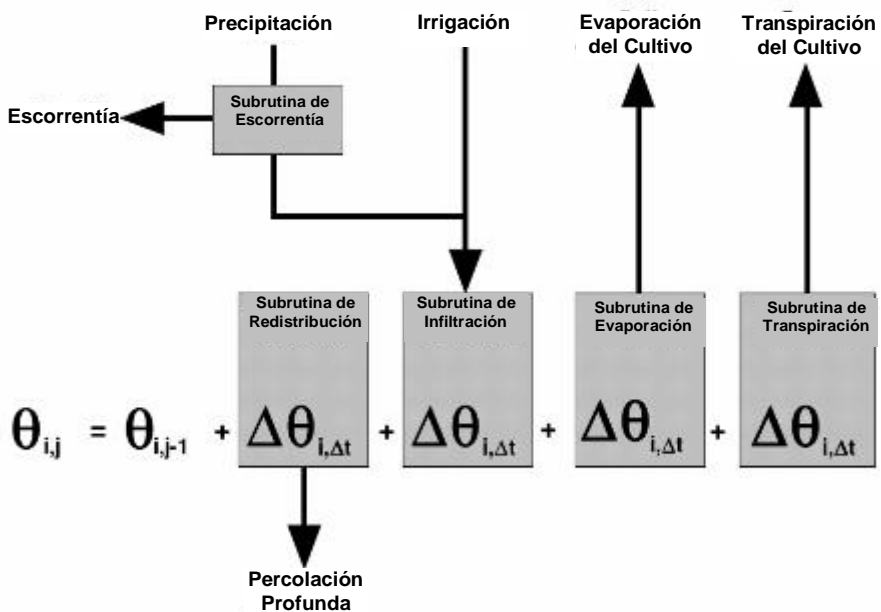 Precipitación
Irrigación
Evaporación
del Cultivo
Transpiración
del Cultivo
Escorrentía
Subrutina de
Escorrentía
Subrutina de
Redistribución
Subrutina de
Infiltración
Subrutina de
Evaporación
Subrutina de
Transpiración
θi,j = θi,j-1 + Δθi,Δt + Δθi,Δt + Δθi,Δt + Δθi,Δt
Percolación
Profunda